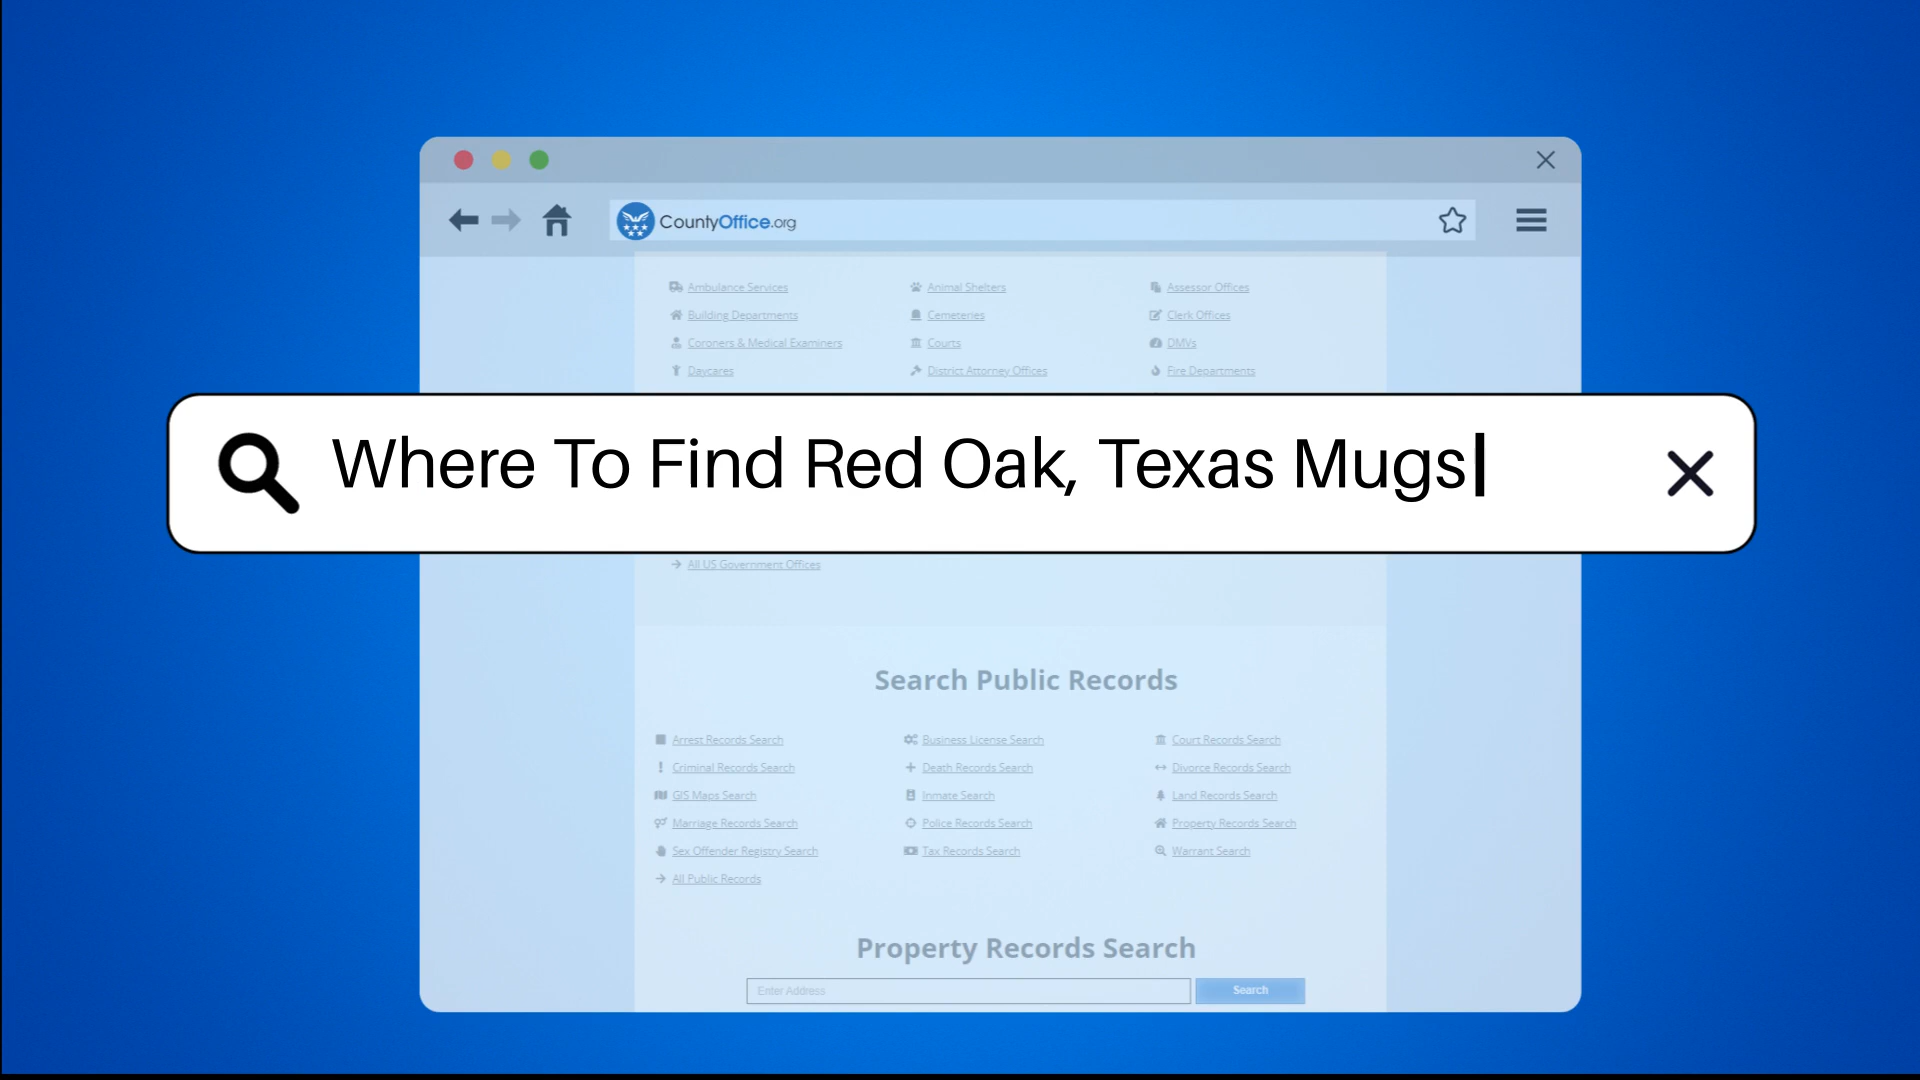 CountyOffice.org
Ambulance Services Animal Shelters Assessor Offices
Building Departments Cemeteries Clerk Offices
Coroners & Medical Examiners Courts DMVs
Daycares District Attorney Offices Fire Departments
Where To Find Red Oak, Texas Mugs
All US Government Offices
Search Public Records
Arrest Records Search Business License Search Court Records Search
Criminal Records Search Death Records Search Divorce Records Search
GIS Maps Search Inmate Search Land Records Search
Marriage Records Search Police Records Search Property Records Search
Sex Offender Registry Search Tax Records Search Warrant Search
All Public Records
Property Records Search
Enter Address Search